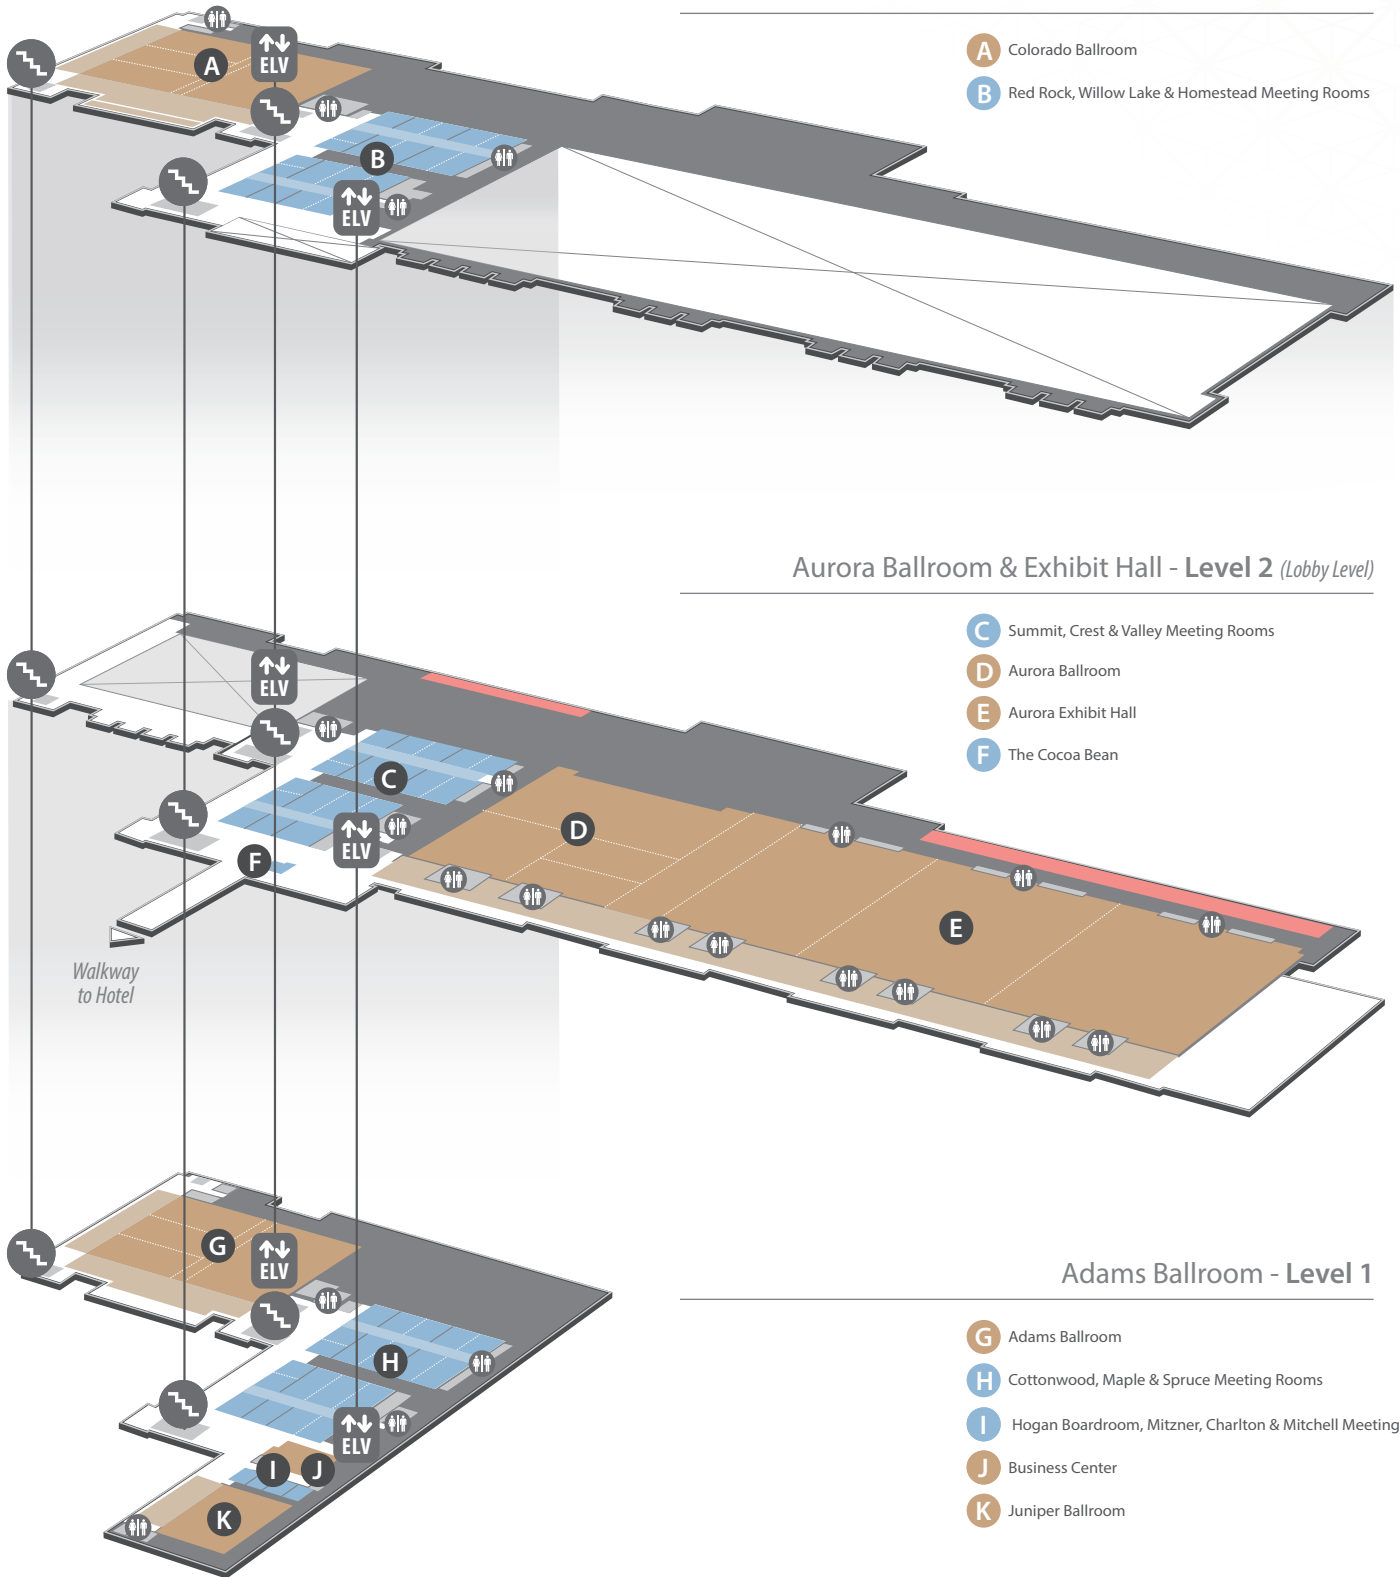 A Colorado Ballroom
B Red Rock, Willow Lake & Homestead Meeting Rooms
ELV
A
B
ELV
Aurora Ballroom & Exhibit Hall - Level 2 (Lobby Level)
C Summit, Crest & Valley Meeting Rooms
D Aurora Ballroom
E Aurora Exhibit Hall
F The Cocoa Bean
ELV
C
D
ELV
F
E
Walkway
to Hotel
Adams Ballroom - Level 1
G Adams Ballroom
H Cottonwood, Maple & Spruce Meeting Rooms
I Hogan Boardroom, Mitzner, Charlton & Mitchell Meeting
J Business Center
K Juniper Ballroom
G
ELV
H
ELV
I
J
K